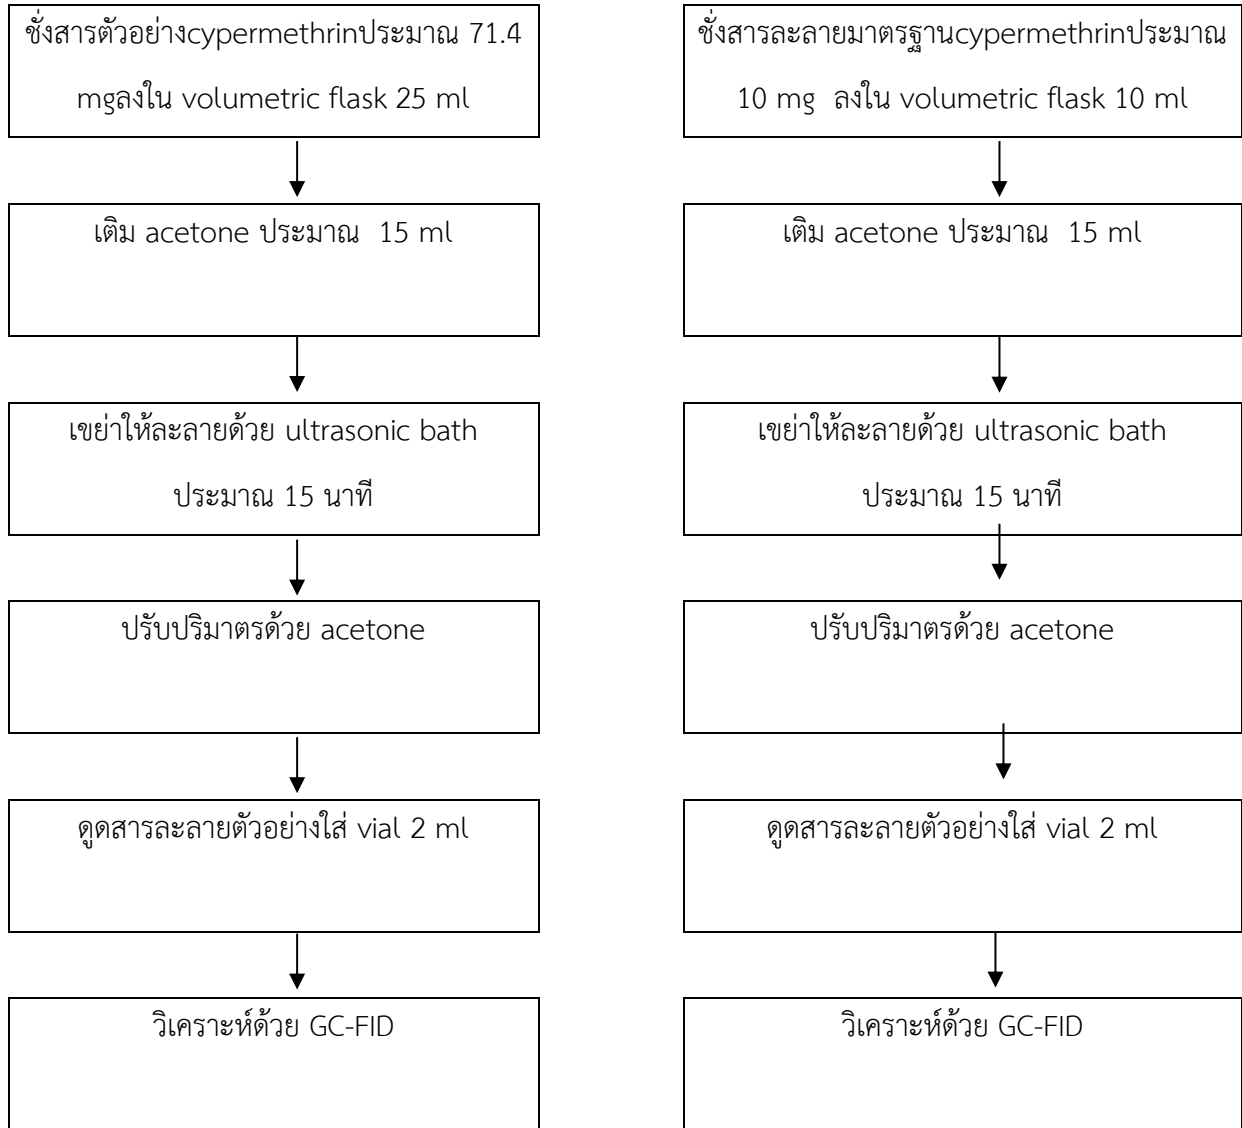 ชั่งสารตัวอย่างcypermethrinประมาณ 71.4
mgลงใน volumetric flask 25 ml
เติม acetone ประมาณ 15 ml
เขย่าให้ละลายด้วย ultrasonic bath
ประมาณ 15 นาที
ปรับปริมาตรด้วย acetone
ดูดสารละลายตัวอย่างใส่ vial 2 ml
วิเคราะห์ด้วย GC-FID
ชั่งสารละลายมาตรฐานcypermethrinประมาณ
10 mg ลงใน volumetric flask 10 ml
เติม acetone ประมาณ 15 ml
เขย่าให้ละลายด้วย ultrasonic bath
ประมาณ 15 นาที
ปรับปริมาตรด้วย acetone
ดูดสารละลายตัวอย่างใส่ vial 2 ml
วิเคราะห์ด้วย GC-FID